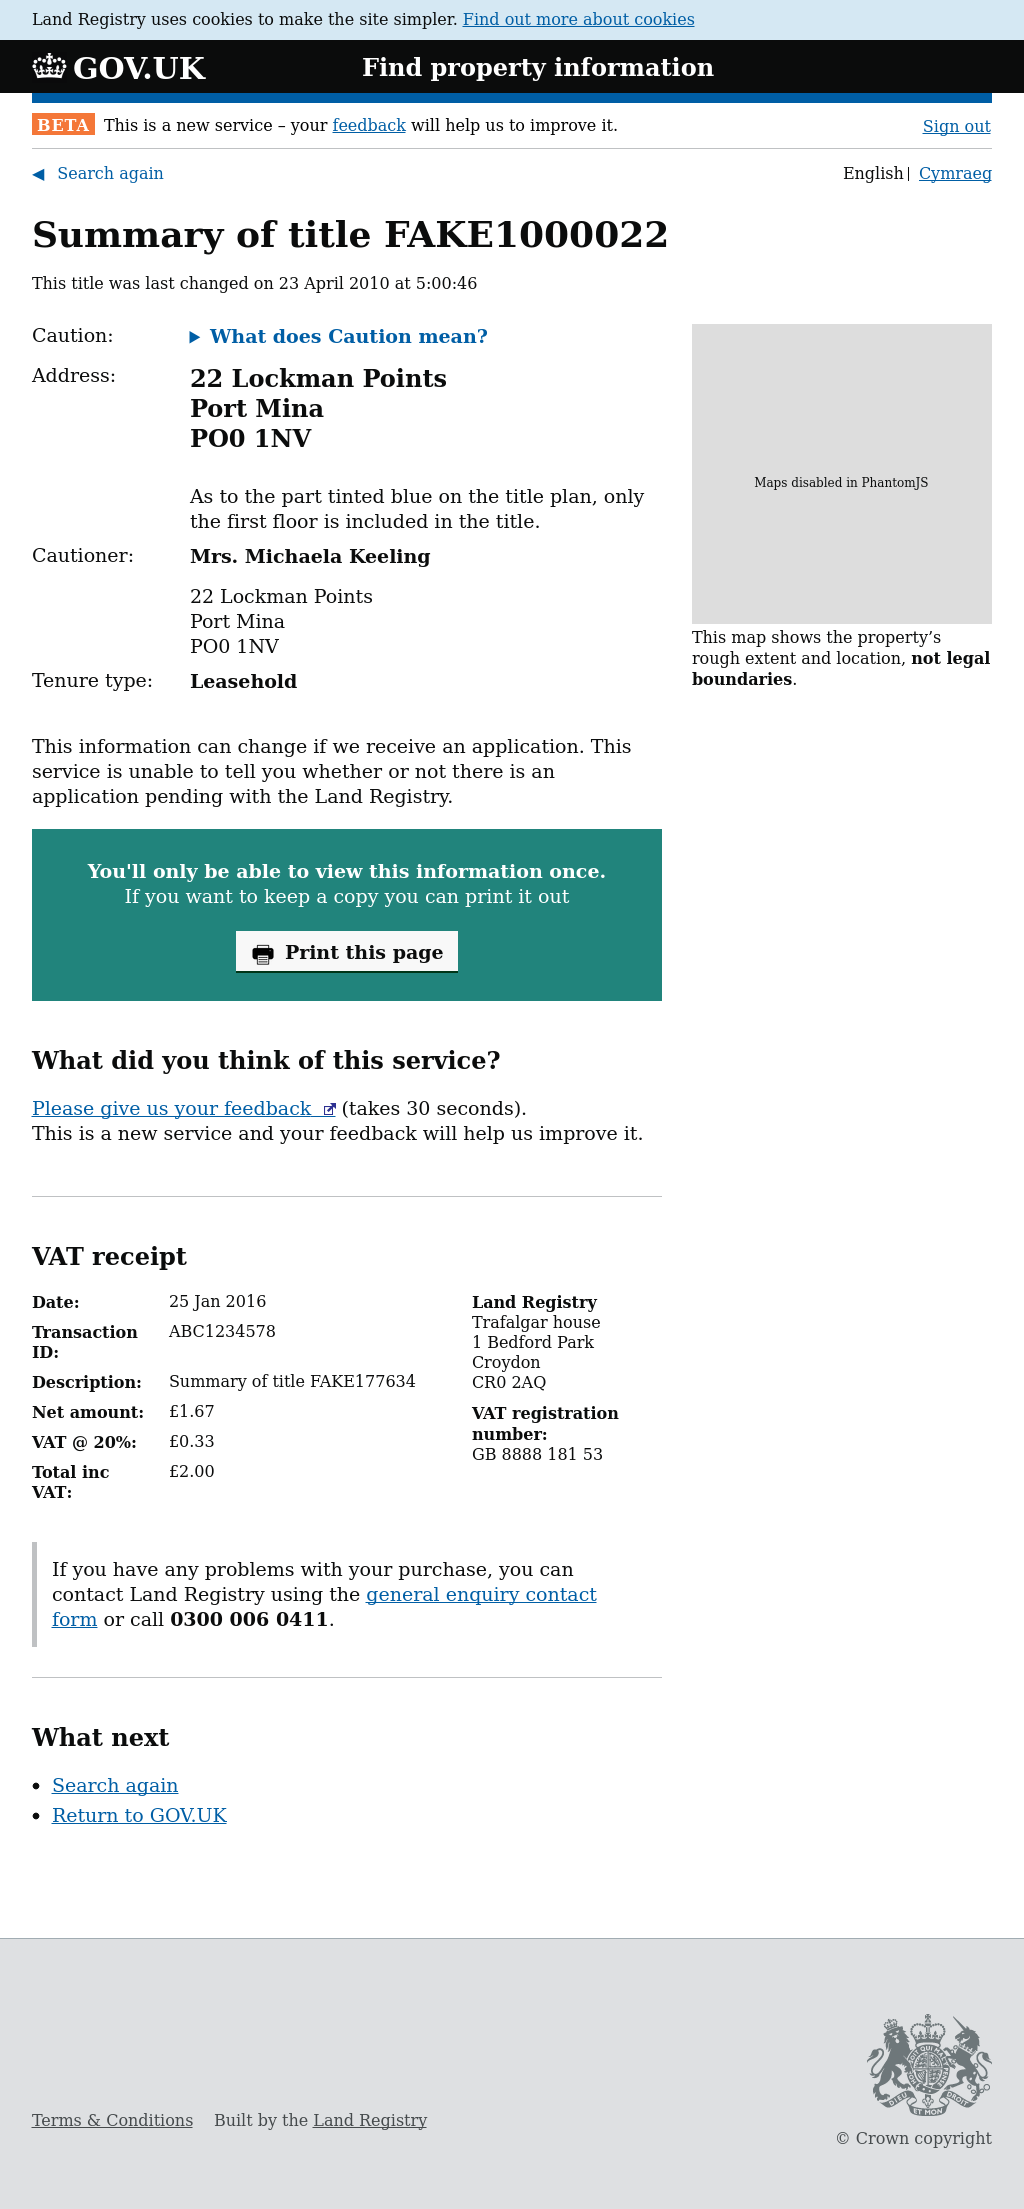 Land Registry uses cookies to make the site simpler. Find out more about cookies
GOV.UK
Find property information
BETA This is a new service – your feedback will help us to improve it.
Sign out
◀ Search again
English | Cymraeg
Summary of title FAKE1000022
This title was last changed on 23 April 2010 at 5:00:46
Caution:
▶ What does Caution mean?
Address:
22 Lockman Points
Port Mina
PO0 1NV
As to the part tinted blue on the title plan, only
the first floor is included in the title.
Cautioner:
Mrs. Michaela Keeling
22 Lockman Points
Port Mina
PO0 1NV
Tenure type:
Leasehold
Maps disabled in PhantomJS
This map shows the property’s
rough extent and location, not legal
boundaries.
This information can change if we receive an application. This
service is unable to tell you whether or not there is an
application pending with the Land Registry.
You'll only be able to view this information once.
If you want to keep a copy you can print it out
Print this page
What did you think of this service?
Please give us your feedback (takes 30 seconds).
This is a new service and your feedback will help us improve it.
VAT receipt
Date:
25 Jan 2016
Transaction
ID:
ABC1234578
Description:
Summary of title FAKE177634
Net amount:
£1.67
VAT @ 20%:
£0.33
Total inc
VAT:
£2.00
Land Registry
Trafalgar house
1 Bedford Park
Croydon
CR0 2AQ
VAT registration
number:
GB 8888 181 53
If you have any problems with your purchase, you can
contact Land Registry using the general enquiry contact
form or call 0300 006 0411.
What next
• Search again
• Return to GOV.UK
Terms & Conditions
Built by the Land Registry
DIEU
ET MON
DROIT
© Crown copyright